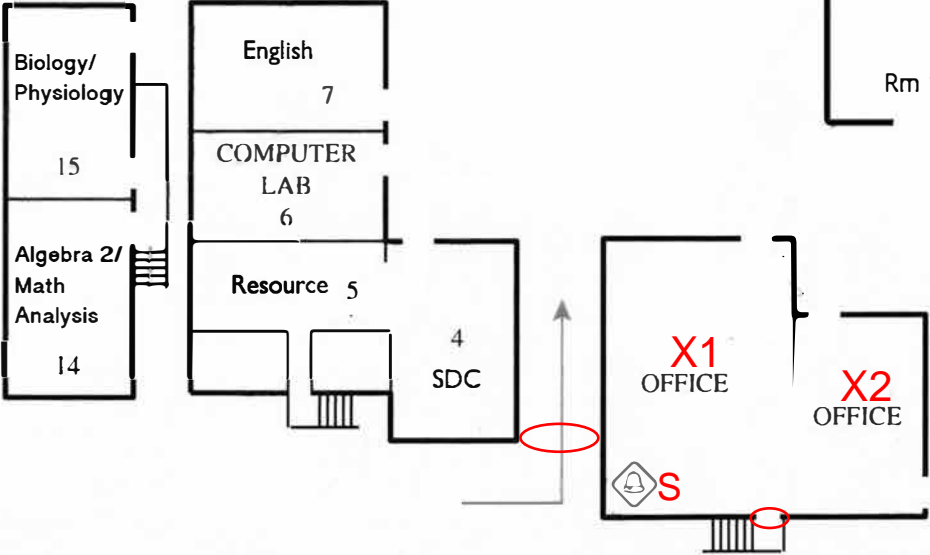 Biology/
Physiology
15
Algebra 2/
Math
Analysis
14
English
7
COMPUTER
LAB
6
Resource 5
4
SDC
X1
OFFICE
X2
OFFICE
S
Rm